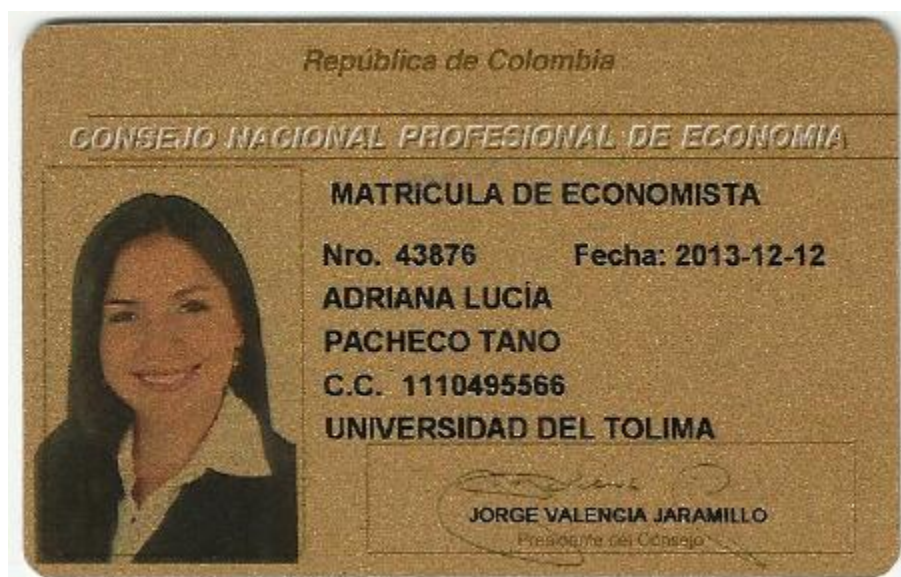 República de Colombia
CONSEJO NACIONAL PROFESIONAL DE ECONOMIA
MATRICULA DE ECONOMISTA
Nro. 43876 Fecha: 2013-12-12
ADRIANA LUCÍA
PACHECO TANO
C.C. 1110495566
UNIVERSIDAD DEL TOLIMA
JORGE VALENCIA JARAMILLO
Presidente del Consejo